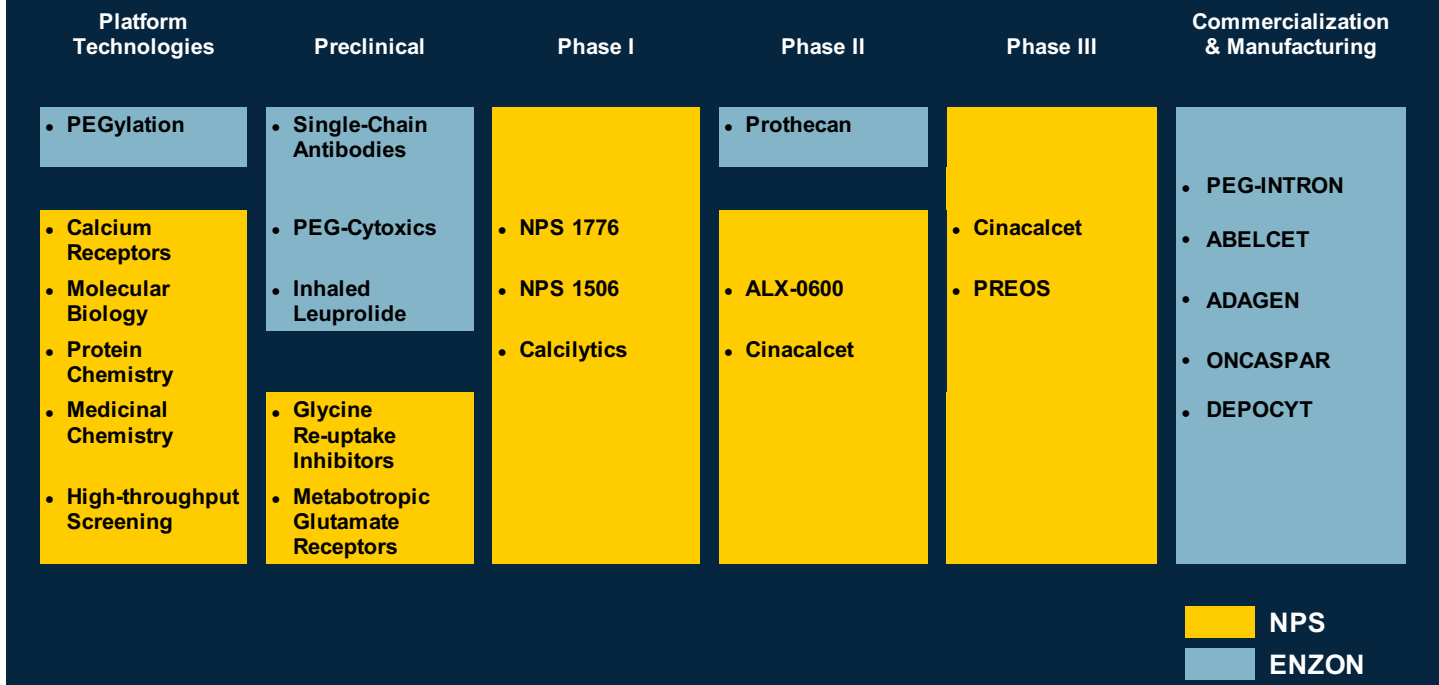 Platform
Technologies
Preclinical
Phase I
Phase II
Phase III
Commercialization
& Manufacturing
• PEGylation
• Calcium
Receptors
• Molecular
Biology
• Protein
Chemistry
• Medicinal
Chemistry
• High-throughput
Screening
• Single-Chain
Antibodies
• PEG-Cytoxics
• Inhaled
Leuprolide
• Glycine
Re-uptake
Inhibitors
• Metabotropic
Glutamate
Receptors
• NPS 1776
• NPS 1506
• Calcilytics
• Prothecan
• ALX-0600
• Cinacalcet
• Cinacalcet
• PREOS
• PEG-INTRON
• ABELCET
• ADAGEN
• ONCASPAR
• DEPOCYT
NPS
ENZON